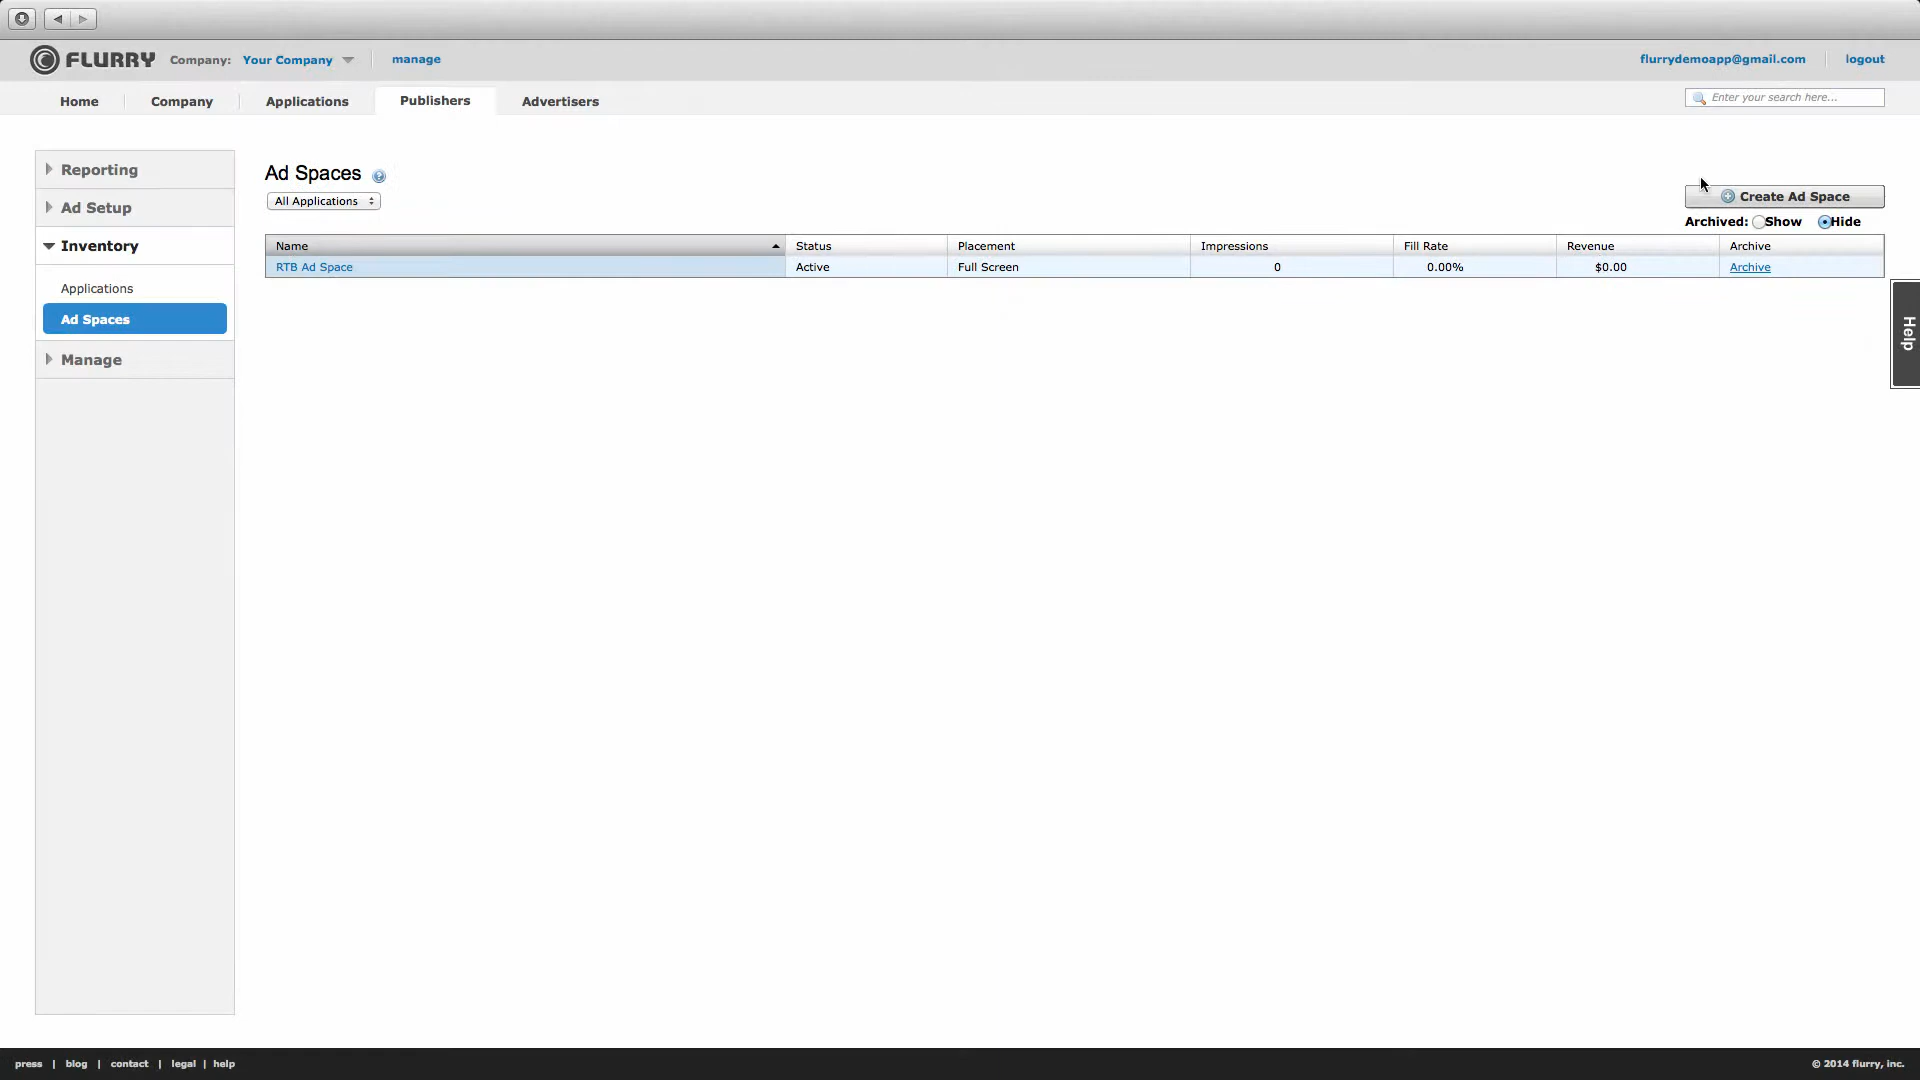 FLURRY Company: Your Company manage flurrydemoapp@gmail.com logout
Home Company Applications Publishers Advertisers Enter your search here...
Reporting
Ad Setup
Inventory
Applications
Ad Spaces
Manage
Ad Spaces ?
All Applications
Create Ad Space
Archived: Show Hide
Name Status Placement Impressions Fill Rate Revenue Archive
RTB Ad Space Active Full Screen 0 0.00% $0.00 Archive
Help
press | blog | contact | legal | help © 2014 flurry, inc.